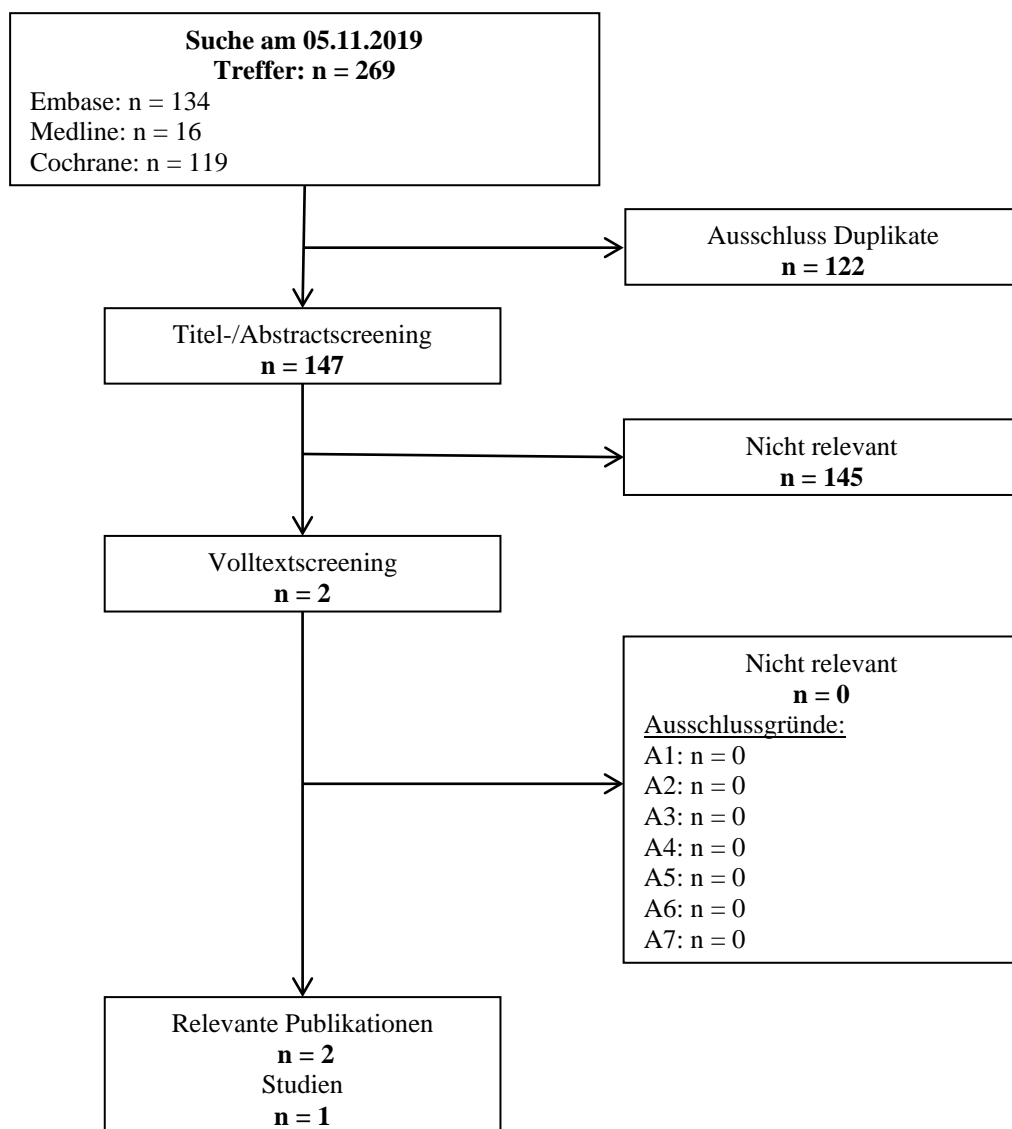 Suche am 05.11.2019
Treffer: n = 269
Embase: n = 134
Medline: n = 16
Cochrane: n = 119
Ausschluss Duplikate
n = 122
Titel-/Abstractscreening
n = 147
Nicht relevant
n = 145
Volltextscreening
n = 2
Nicht relevant
n = 0
Ausschlussgründe:
A1: n = 0
A2: n = 0
A3: n = 0
A4: n = 0
A5: n = 0
A6: n = 0
A7: n = 0
Relevante Publikationen
n = 2
Studien
n = 1